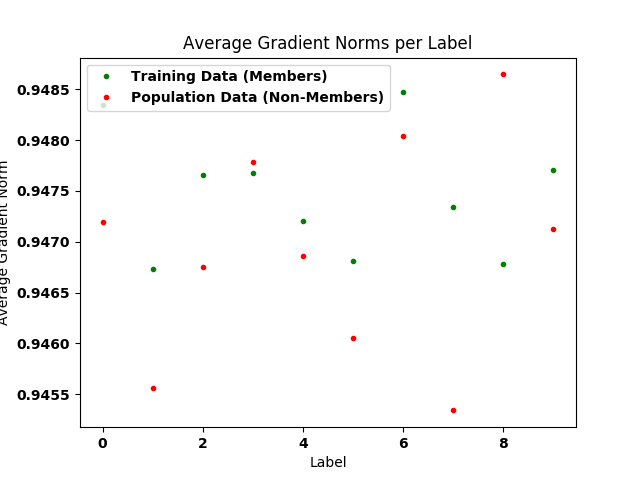 Average Gradient Norms per Label
Training Data (Members)
Population Data (Non-Members)
0.9485
0.9480
0.9475
0.9470
0.9465
0.9460
0.9455
Average Gradient Norm
0 2 4 6 8
Label